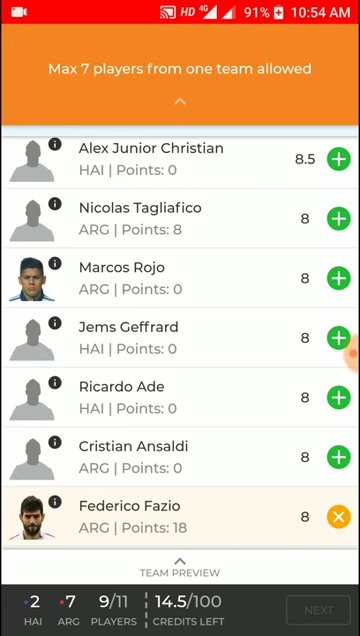 HD 4G 91% 10:54 AM
Max 7 players from one team allowed
Alex Junior Christian
HAI | Points: 0
8.5
Nicolas Tagliafico
ARG | Points: 8
8
Marcos Rojo
ARG | Points: 0
8
Jems Geffrard
HAI | Points: 0
8
Ricardo Ade
HAI | Points: 0
8
Cristian Ansaldi
ARG | Points: 0
8
Federico Fazio
ARG | Points: 18
8
TEAM PREVIEW
2 7 9/11 14.5/100
HAI ARG PLAYERS CREDITS LEFT
NEXT